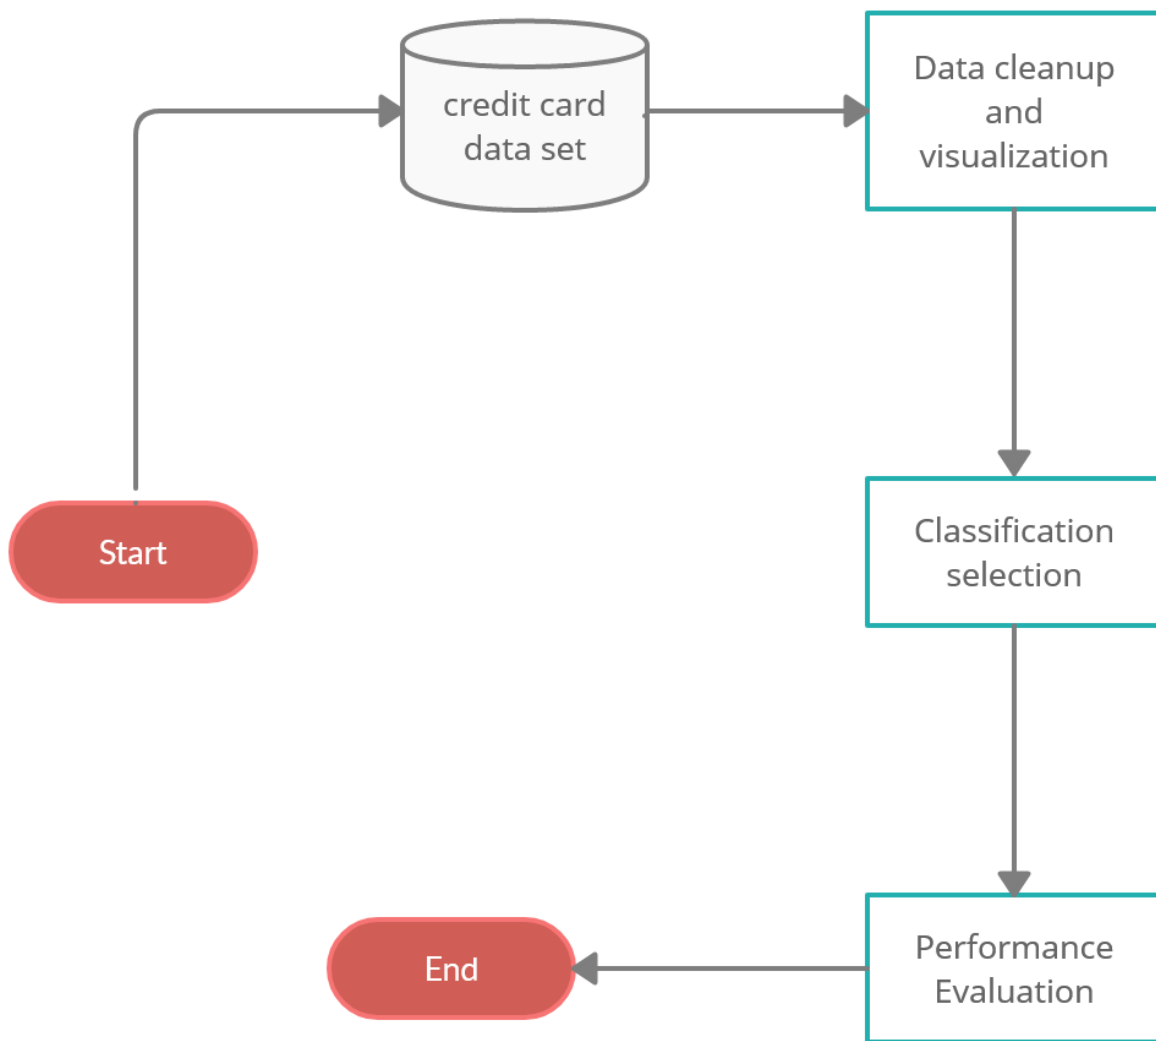 credit card
data set
Data cleanup
and
visualization
Start
Classification
selection
End
Performance
Evaluation